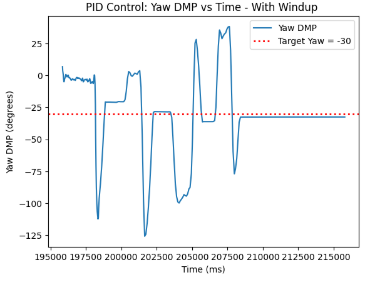 PID Control: Yaw DMP vs Time - With Windup
Yaw DMP
Target Yaw = -30
Yaw DMP (degrees)
25
0
−25
−50
−75
−100
−125
195000 197500 200000 202500 205000 207500 210000 212500 215000
Time (ms)